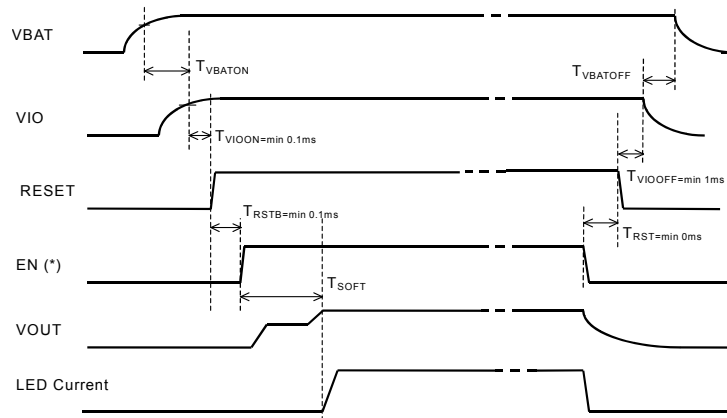 VBAT
TVBATON
TVBATOFF
VIO
TVIOON=min 0.1ms
TVIOOFF=min 1ms
RESET
TRSTB=min 0.1ms
TRST=min 0ms
EN (*)
TSOFT
VOUT
LED Current